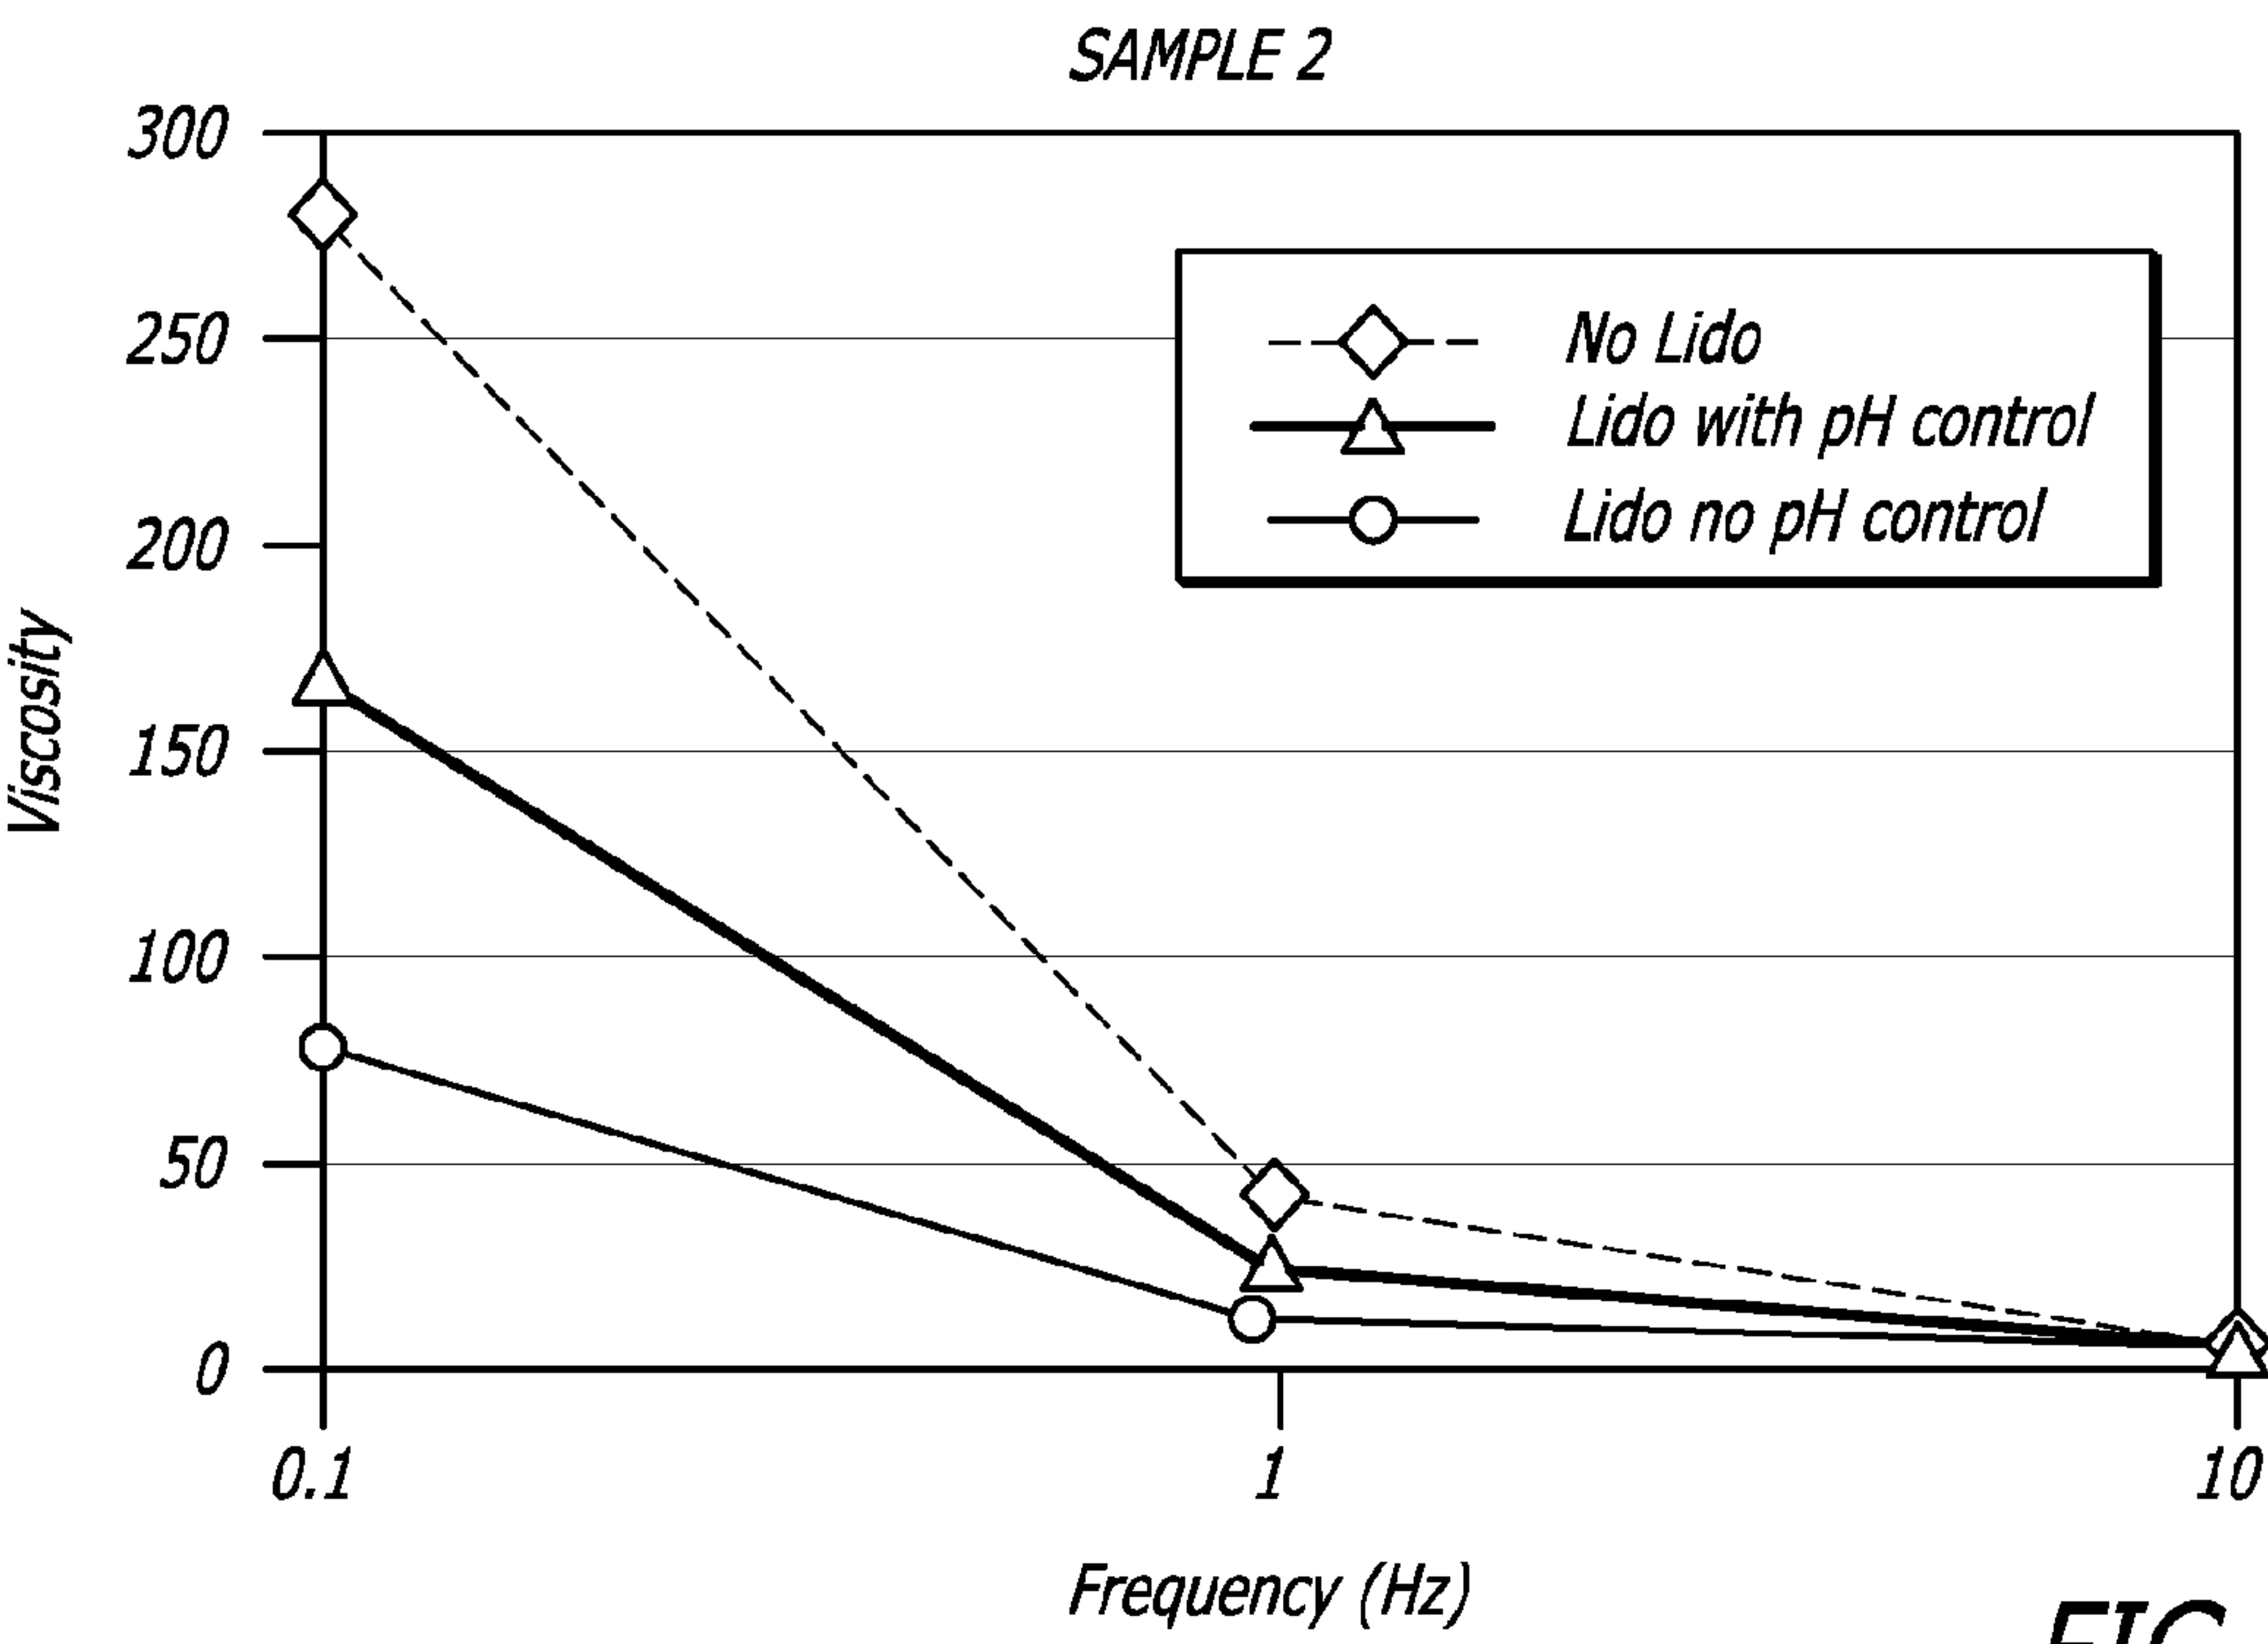 SAMPLE 2
300
250
200
150
100
50
0
Viscosity
No Lido
Lido with pH control
Lido no pH control
0.1
1
10
Frequency (Hz)